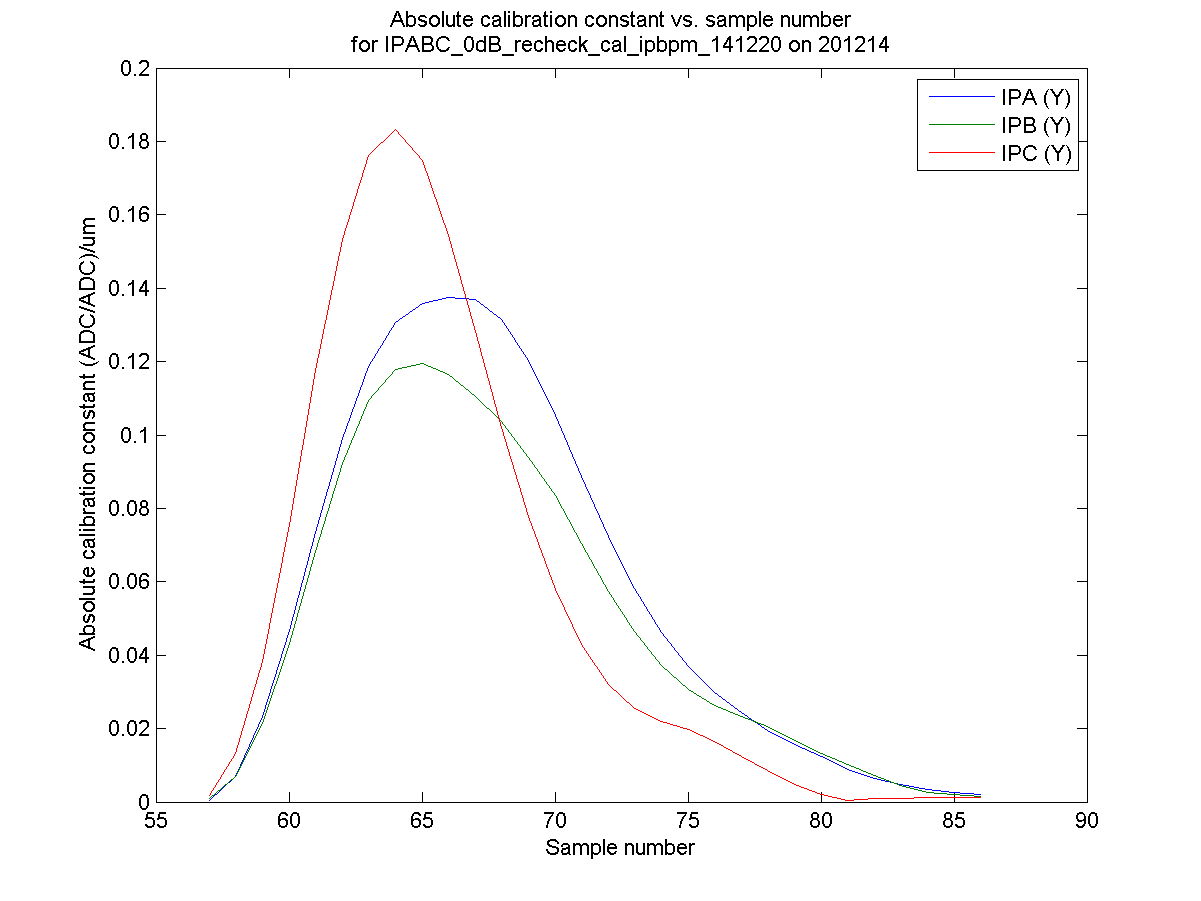 Absolute calibration constant vs. sample number
for IPABC_0dB_recheck_cal_ipbpm_141220 on 201214
IPA (Y)
IPB (Y)
IPC (Y)
Absolute calibration constant (ADC/ADC)/um
0.2
0.18
0.16
0.14
0.12
0.1
0.08
0.06
0.04
0.02
0
55
60
65
70
75
80
85
90
Sample number